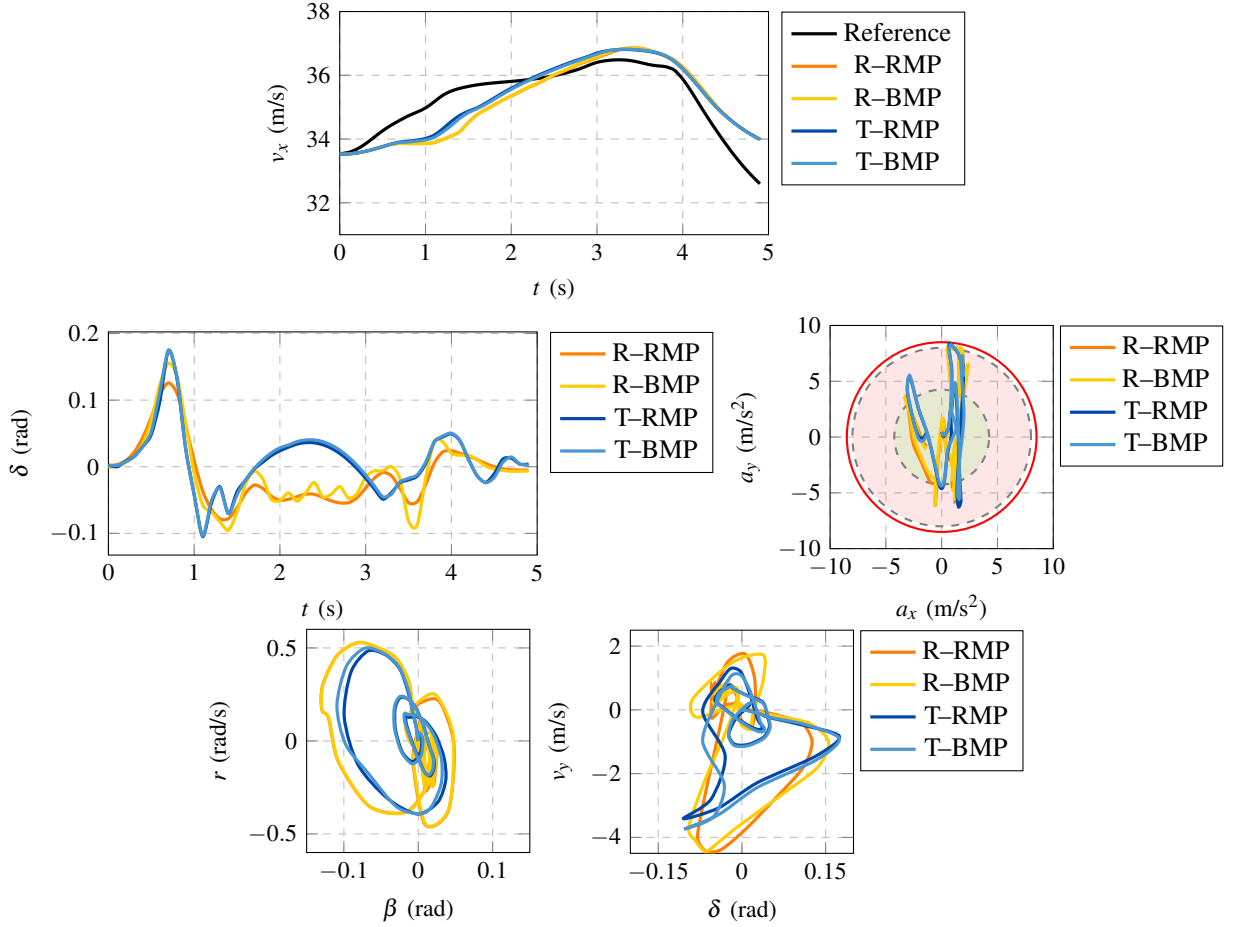 38
36
34
32
0 1 2 3 4 5
v_x (m/s)
t (s)
Reference
R–RMP
R–BMP
T–RMP
T–BMP
0.2
0.1
0
−0.1
0 1 2 3 4 5
δ (rad)
t (s)
R–RMP
R–BMP
T–RMP
T–BMP
10
5
0
−5
−10
−10 −5 0 5 10
a_y (m/s²)
a_x (m/s²)
R–RMP
R–BMP
T–RMP
T–BMP
0.5
0
−0.5
−0.1 0 0.1
r (rad/s)
β (rad)
2
0
−2
−4
−0.15 0 0.15
v_y (m/s)
δ (rad)
R–RMP
R–BMP
T–RMP
T–BMP